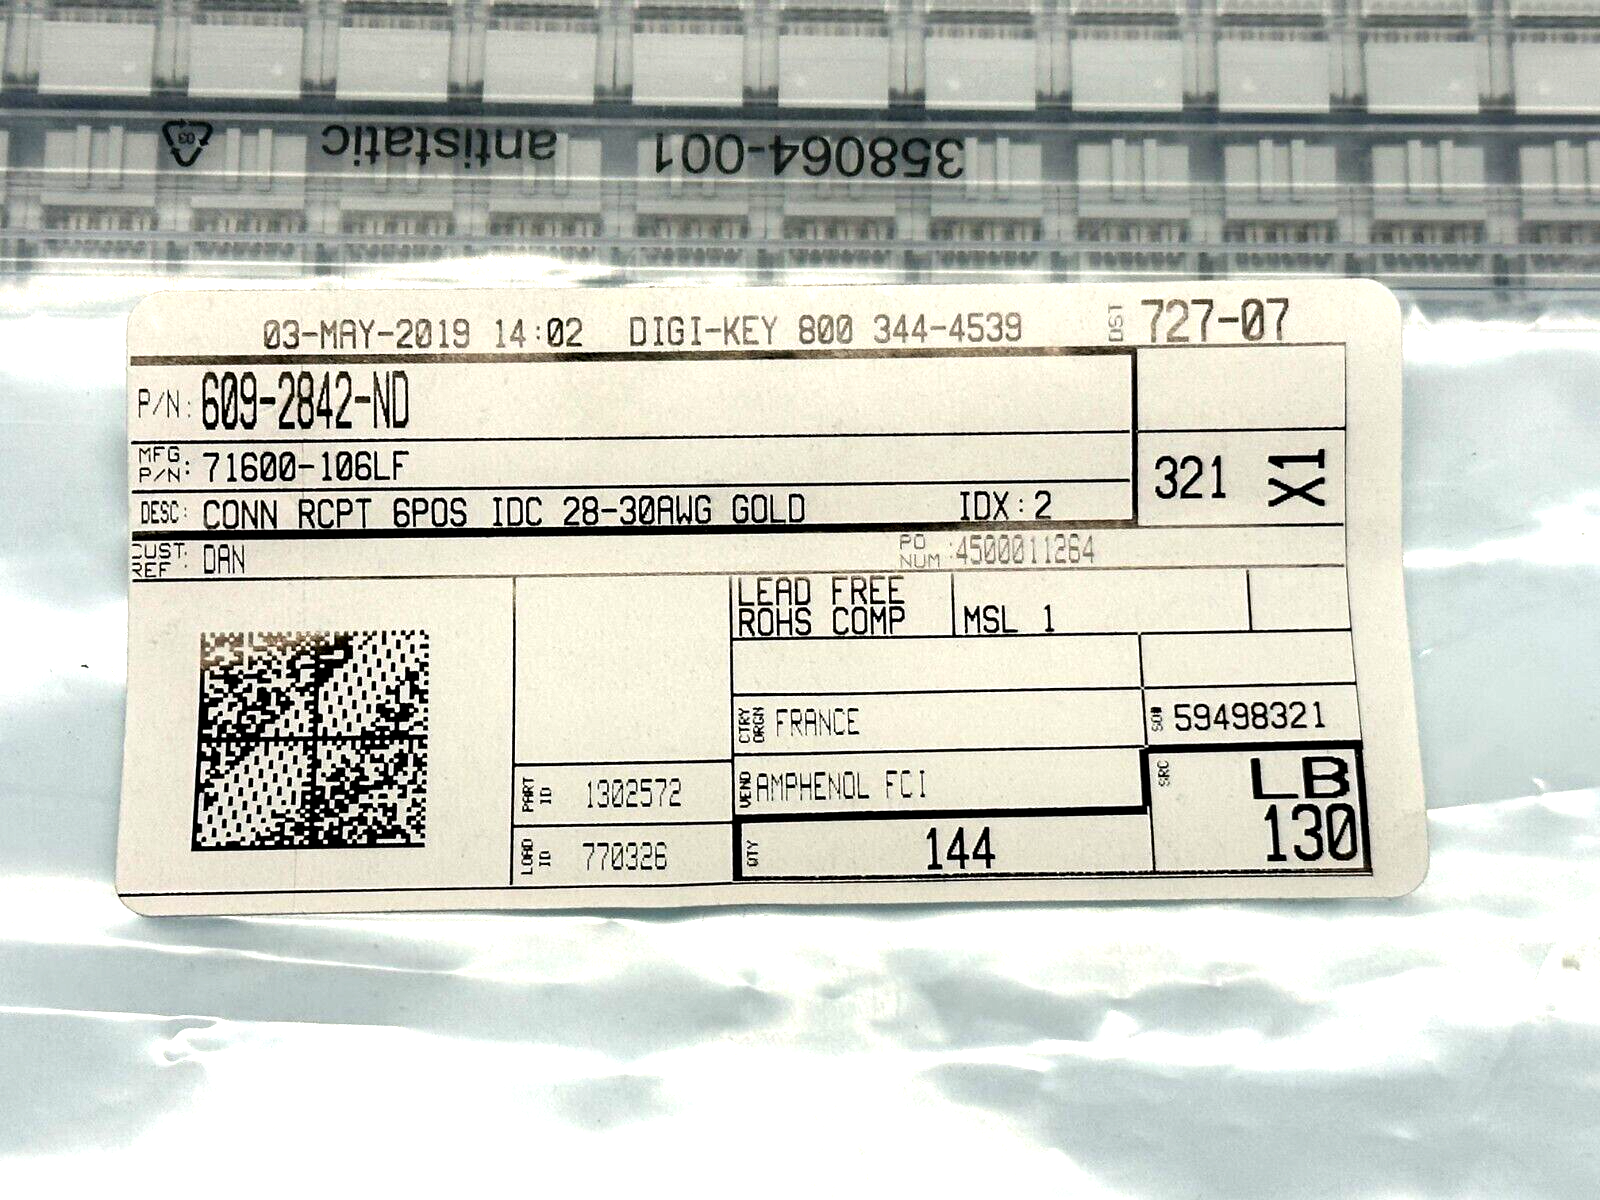 358064-001 antistatic 03
03-MAY-2019 14:02 DIGI-KEY 800 344-4539 DST 727-07
P/N: 609-2842-ND
MFG P/N: 71600-106LF
321 X1
DESC: CONN RCPT 6POS IDC 28-30AWG GOLD IDX:2
CUST. REF : DAN PO NUM :4500011264
LEAD FREE
ROHS COMP
MSL 1
CTRY ORGN FRANCE
SO# 59498321
PART ID 1302572
VEND AMPHENOL FCI
SRC LB
130
LOAD ID 770326
QTY 144